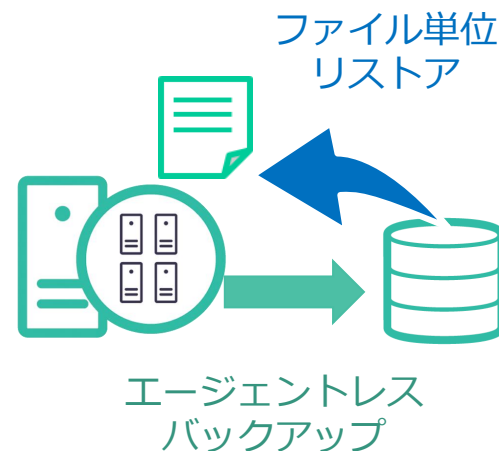 ファイル単位
リストア
エージェントレス
バックアップ